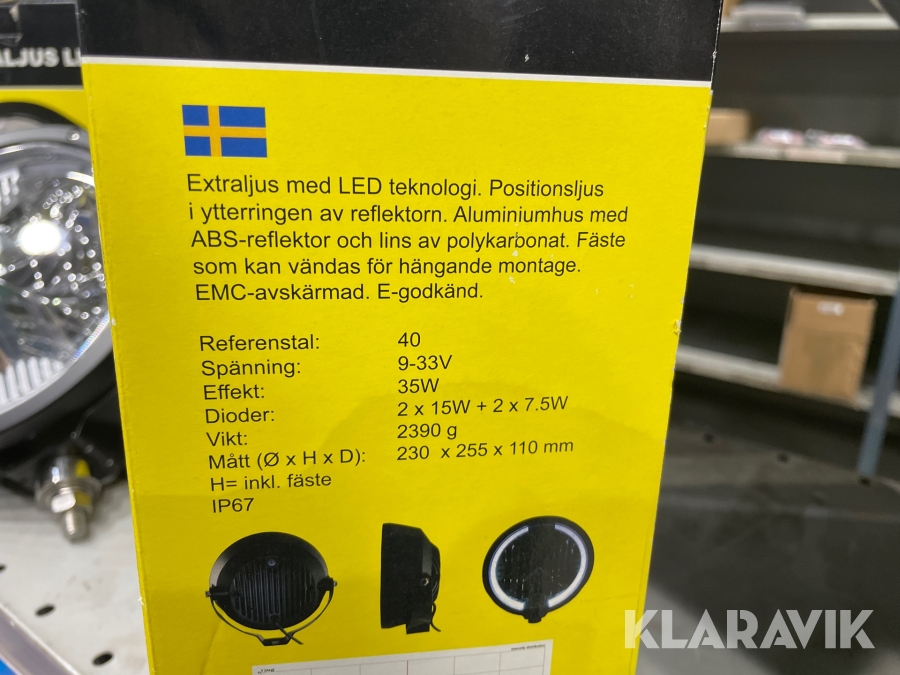 ALJUS L
Extraljus med LED teknologi. Positionsljus
i ytterringen av reflektorn. Aluminiumhus med
ABS-reflektor och lins av polykarbonat. Fäste
som kan vändas för hängande montage.
EMC-avskärmad. E-godkänd.
Referenstal: 40
Spänning: 9-33V
Effekt: 35W
Dioder: 2 x 15W + 2 x 7.5W
Vikt: 2390 g
Mått (Ø x H x D): 230 x 255 x 110 mm
H= inkl. fäste
IP67
KLARAVIK